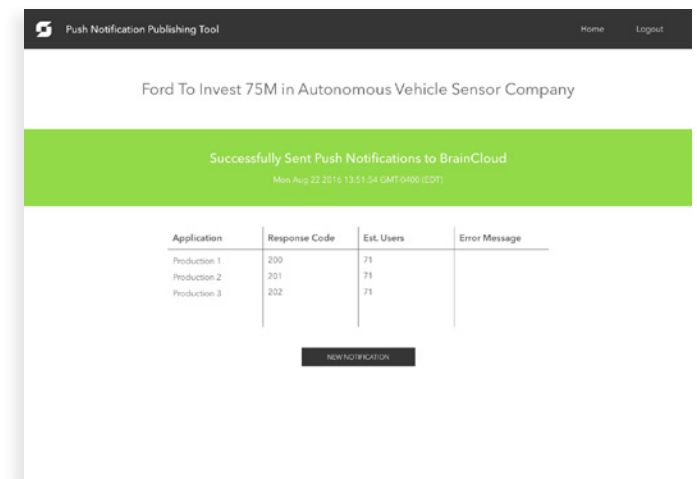 Push Notification Publishing Tool Home Logout
Ford To Invest 75M in Autonomous Vehicle Sensor Company
Successfully Sent Push Notifications to BrainCloud
Mon Aug 22 2016 13:51:54 GMT-0400 (EDT)
Application Response Code Est. Users Error Message
Production 1 200 71
Production 2 201 71
Production 3 202 71
NEW NOTIFICATION